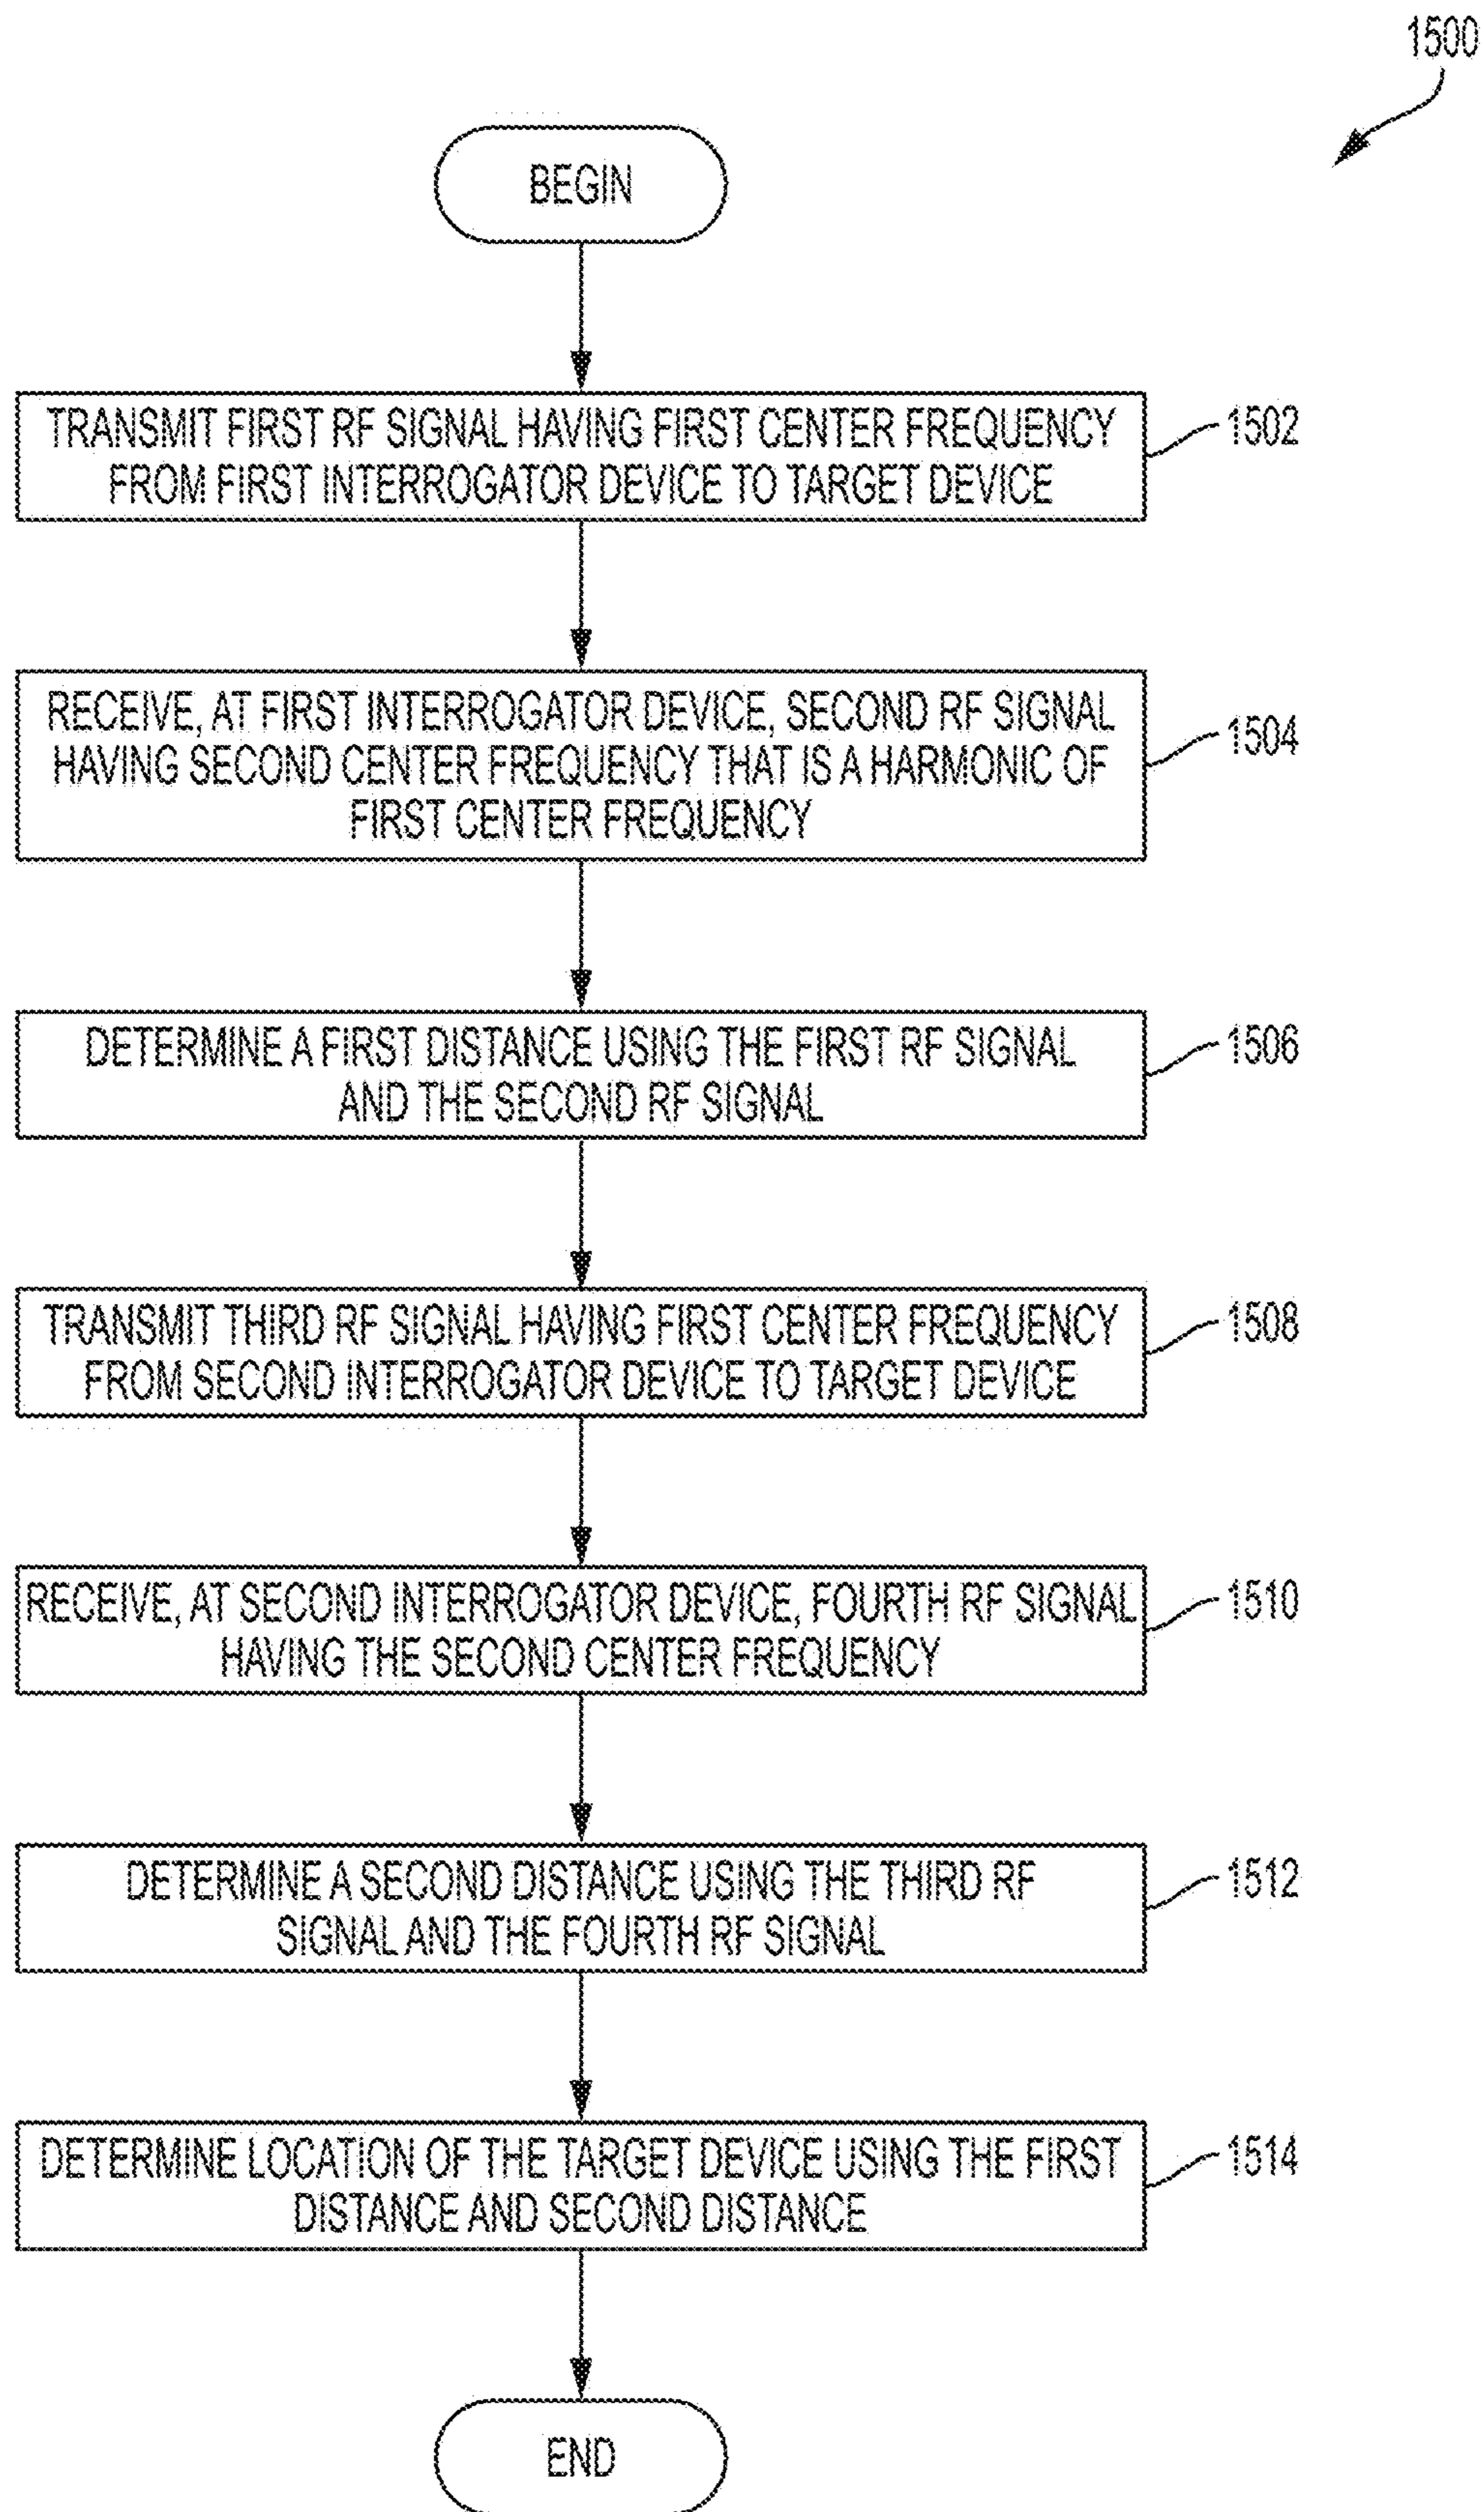 1500
BEGIN
TRANSMIT FIRST RF SIGNAL HAVING FIRST CENTER FREQUENCY
FROM FIRST INTERROGATOR DEVICE TO TARGET DEVICE
1502
RECEIVE, AT FIRST INTERROGATOR DEVICE, SECOND RF SIGNAL
HAVING SECOND CENTER FREQUENCY THAT IS A HARMONIC OF
FIRST CENTER FREQUENCY
1504
DETERMINE A FIRST DISTANCE USING THE FIRST RF SIGNAL
AND THE SECOND RF SIGNAL
1506
TRANSMIT THIRD RF SIGNAL HAVING FIRST CENTER FREQUENCY
FROM SECOND INTERROGATOR DEVICE TO TARGET DEVICE
1508
RECEIVE, AT SECOND INTERROGATOR DEVICE, FOURTH RF SIGNAL
HAVING THE SECOND CENTER FREQUENCY
1510
DETERMINE A SECOND DISTANCE USING THE THIRD RF
SIGNAL AND THE FOURTH RF SIGNAL
1512
DETERMINE LOCATION OF THE TARGET DEVICE USING THE FIRST
DISTANCE AND SECOND DISTANCE
1514
END